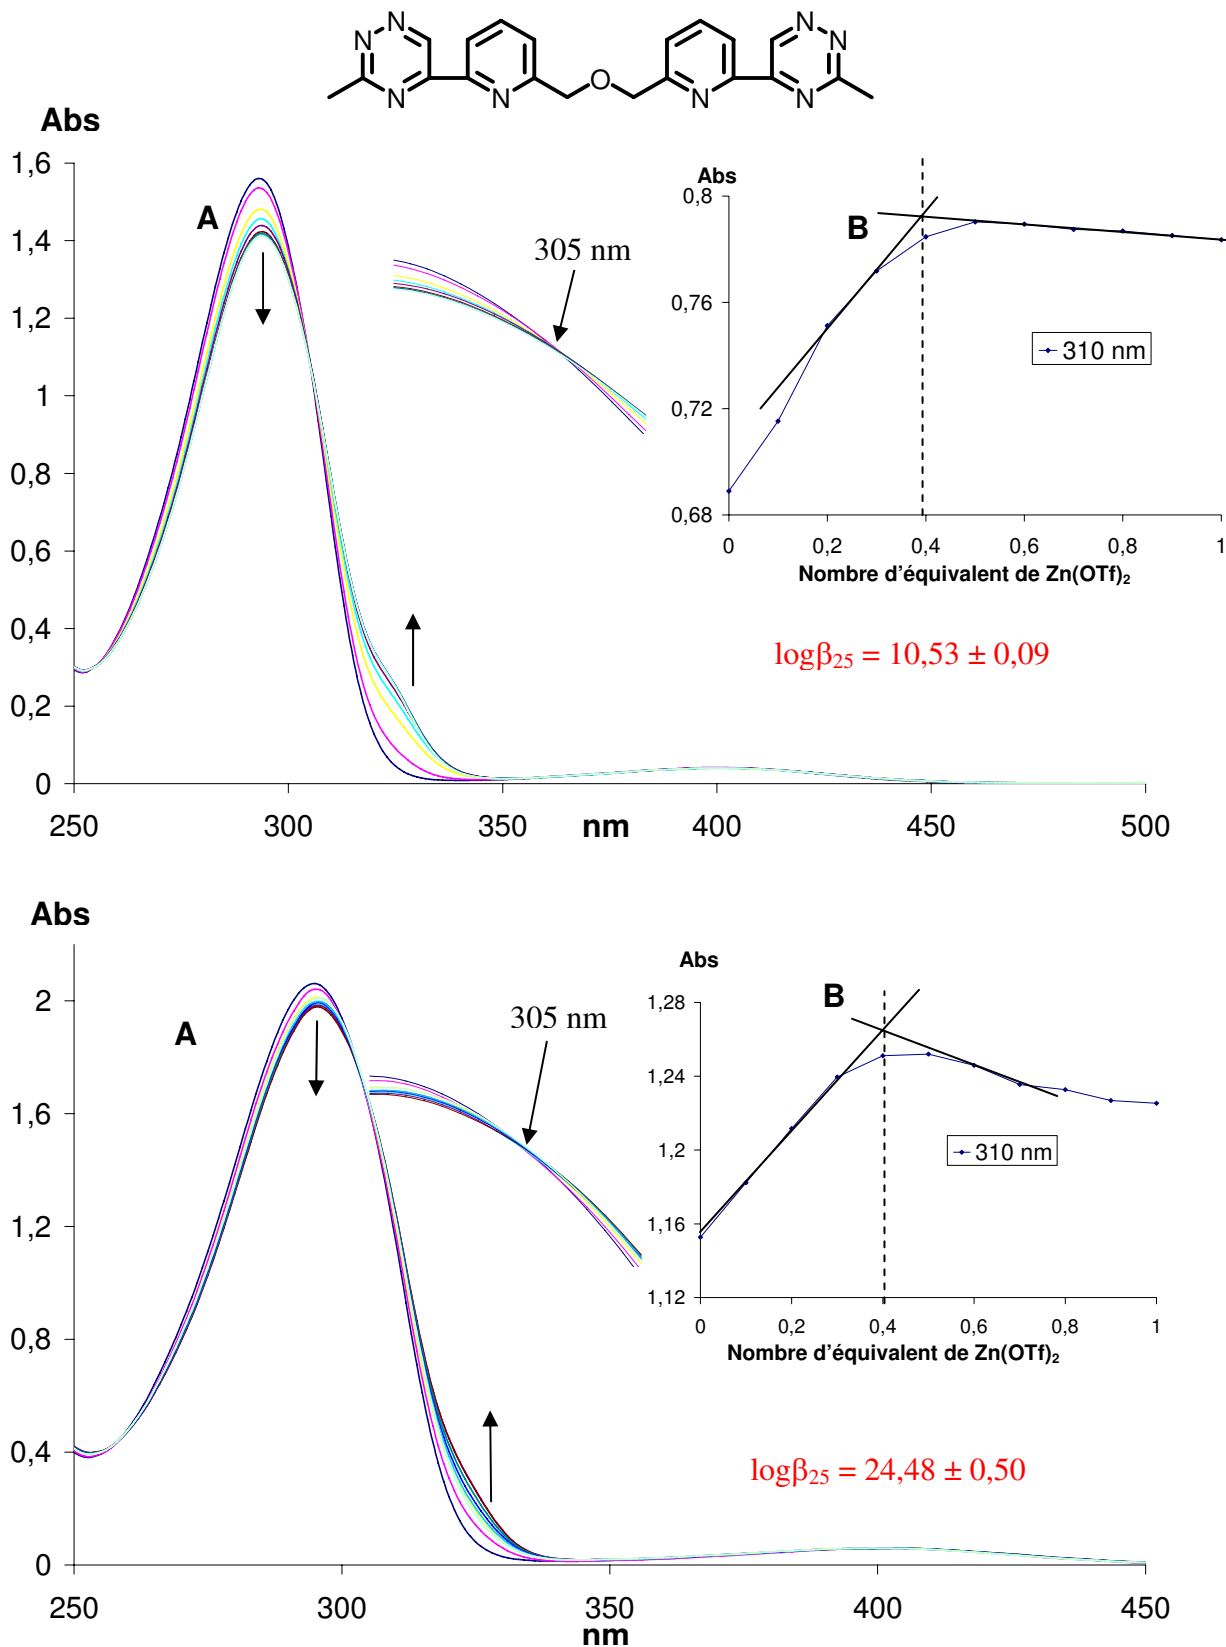 N
N
N
N
O
N
N
N
N
Abs
1,6
1,4
1,2
1
0,8
0,6
0,4
0,2
0
250
300
350
400
450
500
nm
A
305 nm
Abs
0,8
0,76
0,72
0,68
0
0,2
0,4
0,6
0,8
1
B
310 nm
Nombre d'équivalent de Zn(OTf)₂
logβ₂₅ = 10,53 ± 0,09
Abs
2
1,6
1,2
0,8
0,4
0
250
300
350
400
450
nm
A
305 nm
Abs
1,28
1,24
1,2
1,16
1,12
0
0,2
0,4
0,6
0,8
1
B
310 nm
Nombre d'équivalent de Zn(OTf)₂
logβ₂₅ = 24,48 ± 0,50